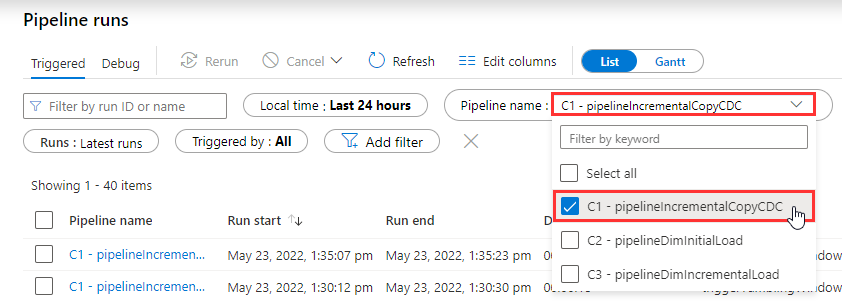 Pipeline runs
Triggered Debug Rerun Cancel Refresh Edit columns List Gantt
Filter by run ID or name Local time : Last 24 hours Pipeline name : C1 - pipelineIncrementalCopyCDC
Filter by keyword
Runs : Latest runs Triggered by : All Add filter
Select all
Showing 1 - 40 items
C1 - pipelineIncrementalCopyCDC
Pipeline name Run start Run end
C2 - pipelineDimInitialLoad
C1 - pipelineIncremen... May 23, 2022, 1:35:07 pm May 23, 2022, 1:35:23 pm
C3 - pipelineDimIncrementalLoad
C1 - pipelineIncremen... May 23, 2022, 1:30:12 pm May 23, 2022, 1:30:30 pm